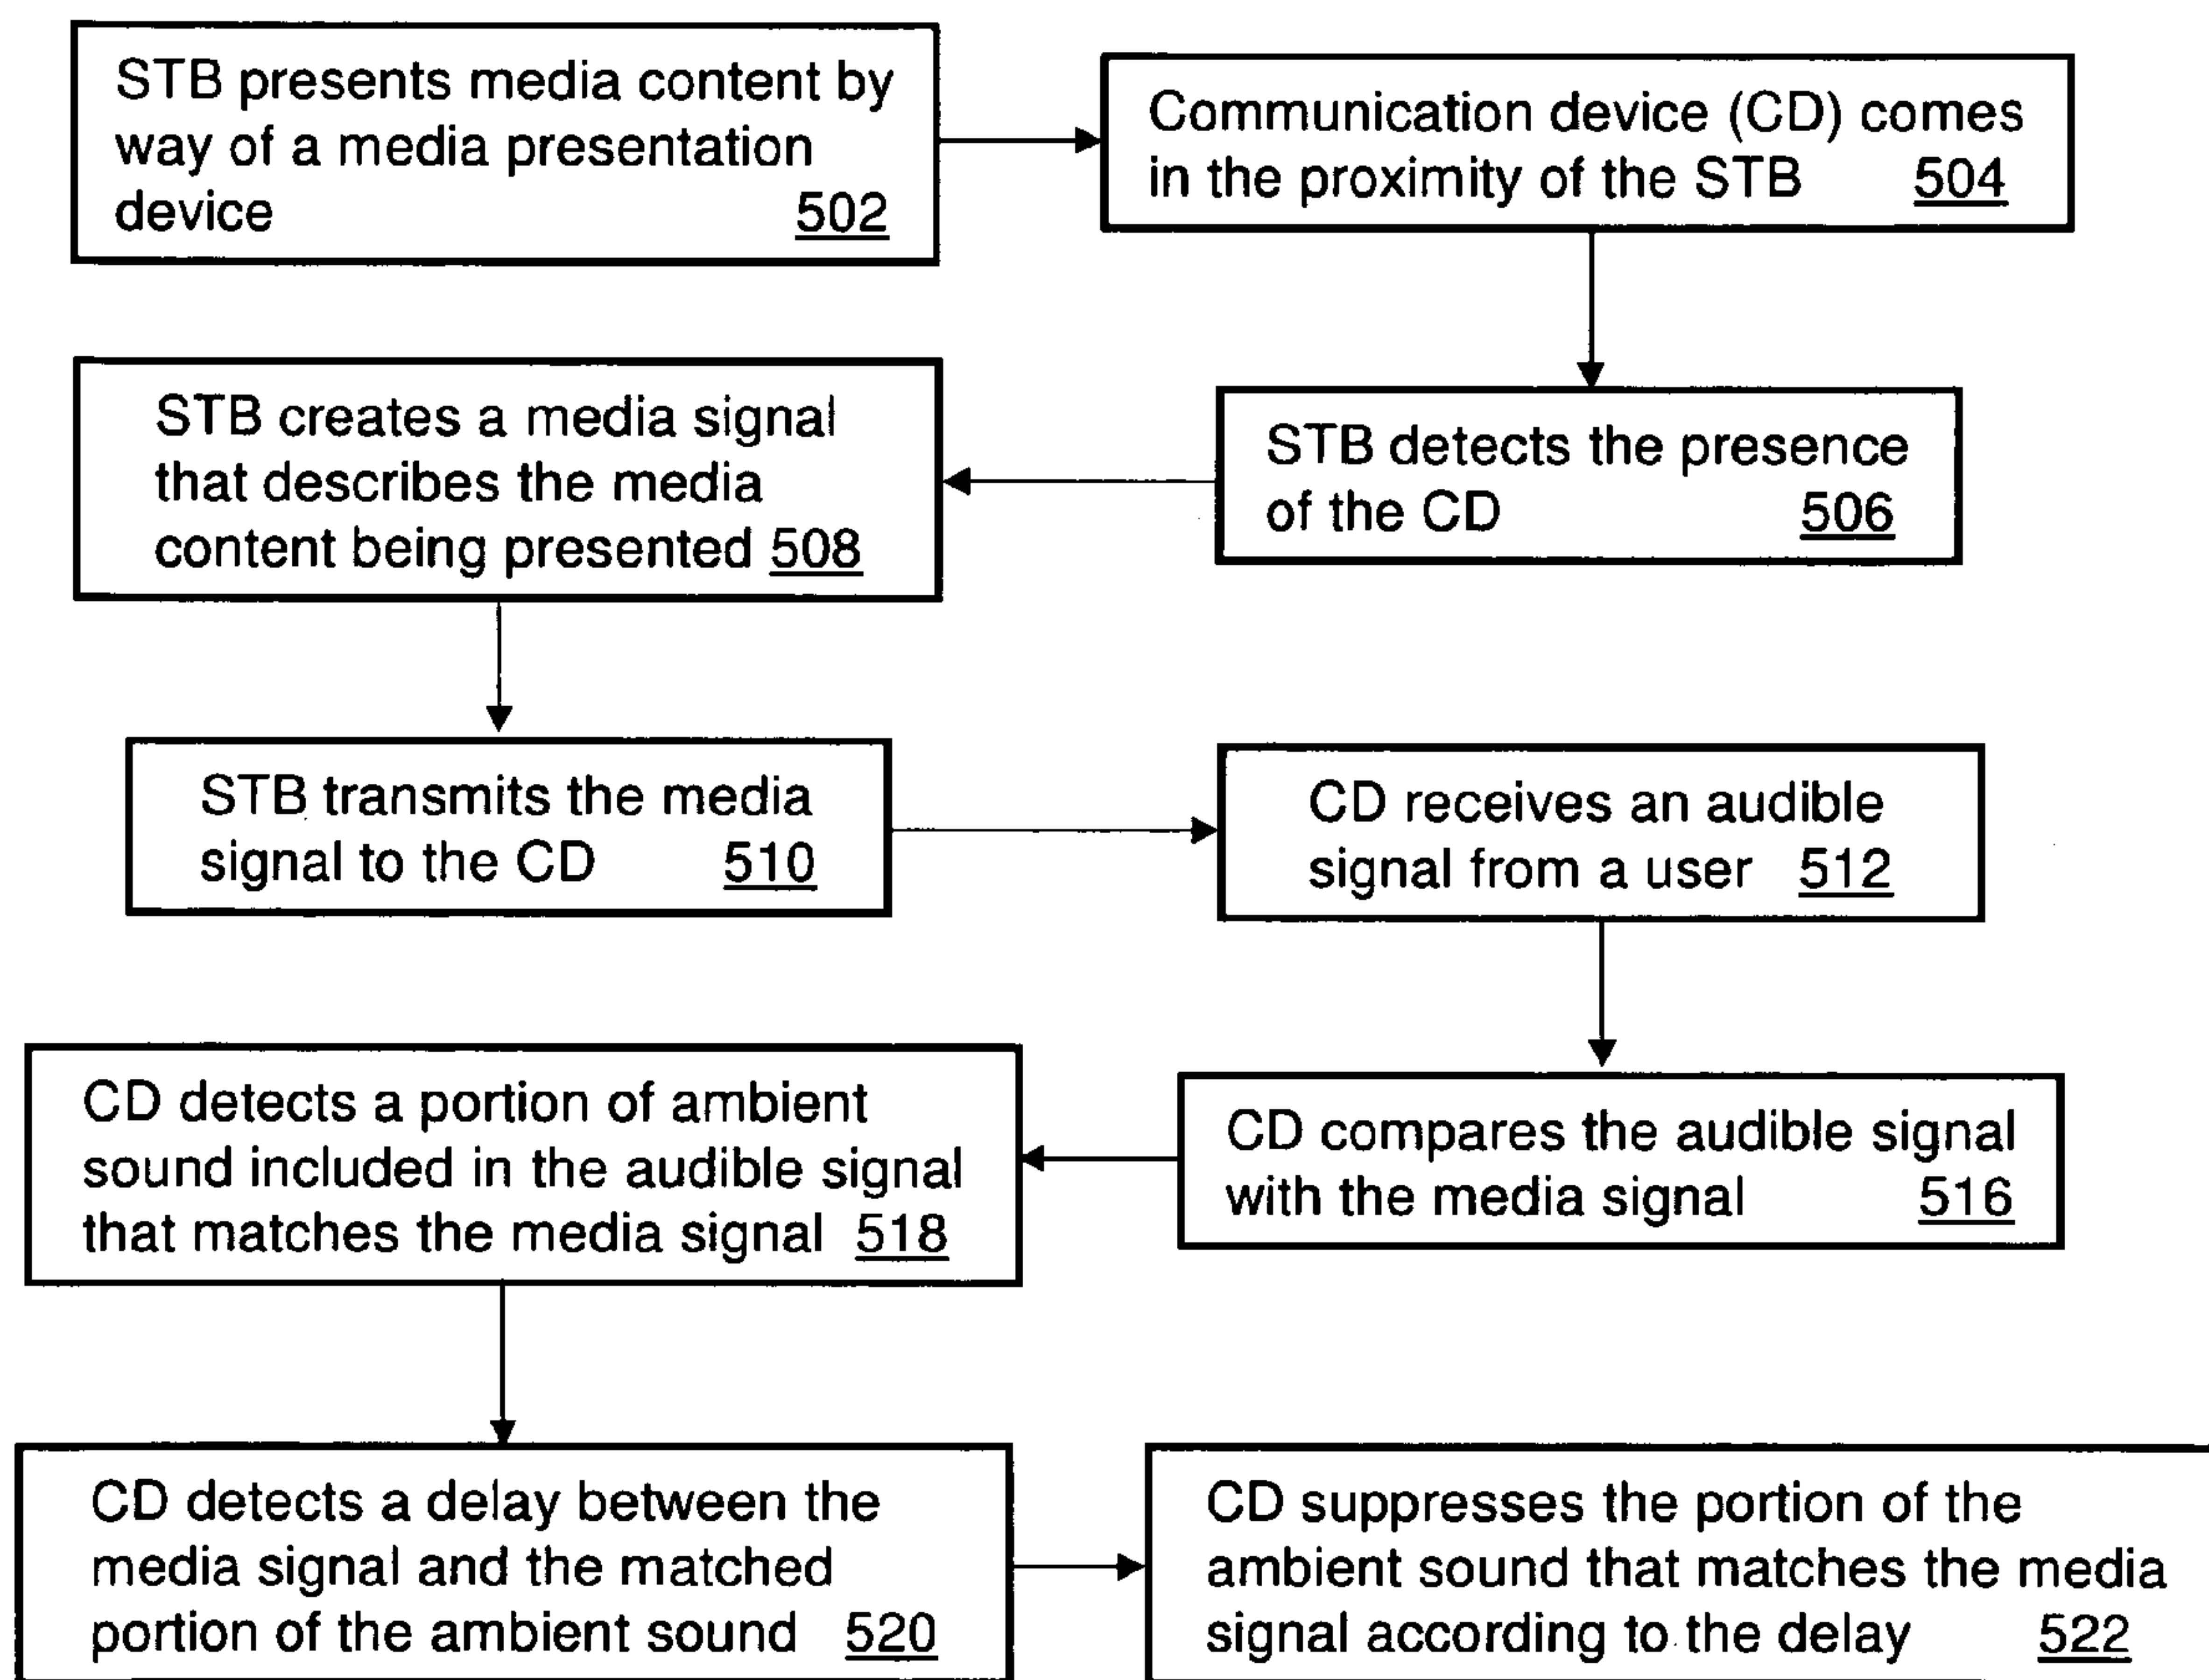 STB presents media content by
way of a media presentation
device 502
Communication device (CD) comes
in the proximity of the STB 504
STB detects the presence
of the CD 506
STB creates a media signal
that describes the media
content being presented 508
STB transmits the media
signal to the CD 510
CD receives an audible
signal from a user 512
CD compares the audible signal
with the media signal 516
CD detects a portion of ambient
sound included in the audible signal
that matches the media signal 518
CD detects a delay between the
media signal and the matched
portion of the ambient sound 520
CD suppresses the portion of the
ambient sound that matches the media
signal according to the delay 522